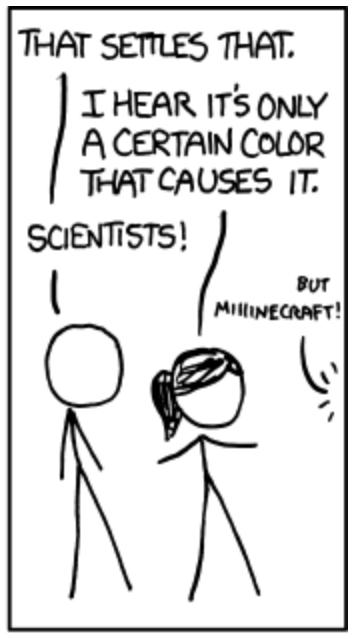 THAT SETTLES THAT.
I HEAR IT'S ONLY
A CERTAIN COLOR
THAT CAUSES IT.
SCIENTISTS!
BUT
MIIIINECRAFT!